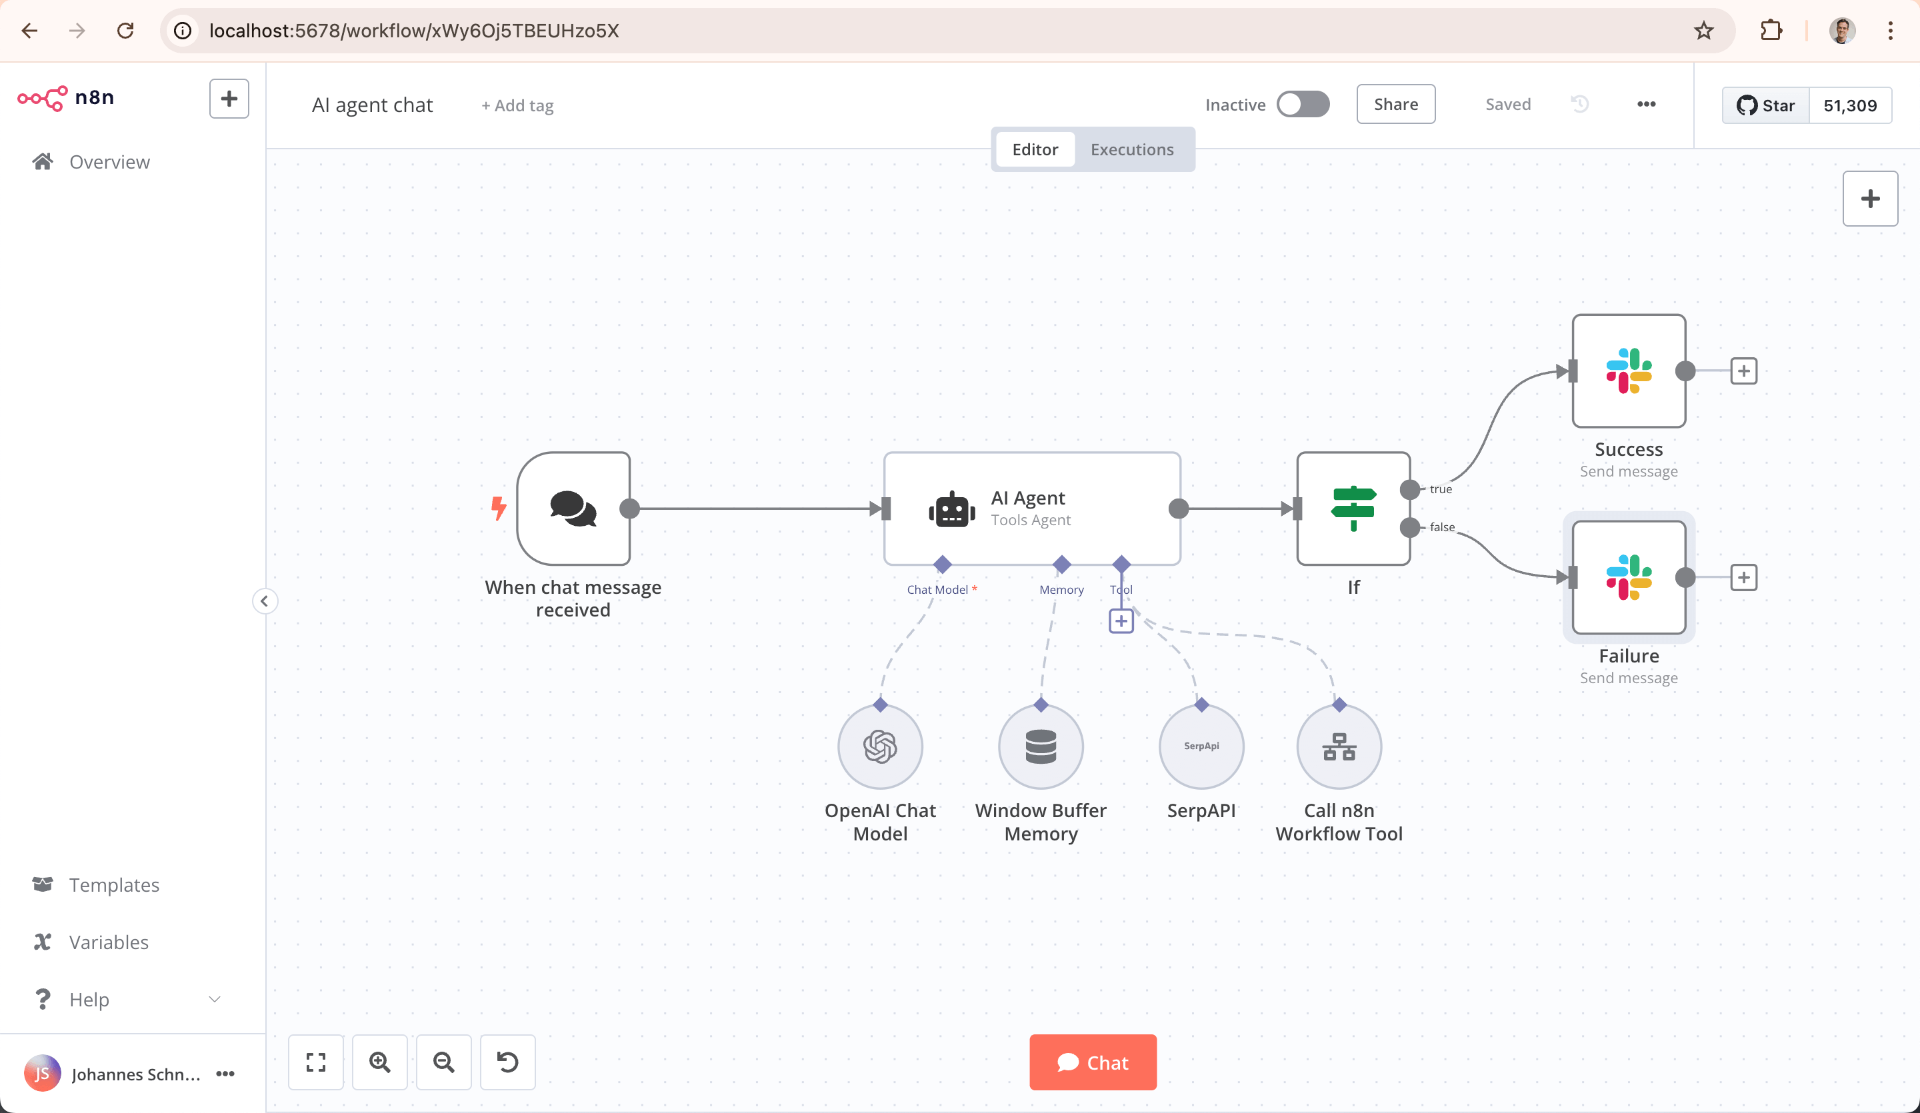 localhost:5678/workflow/xWy6Oj5TBEUHzo5X
n8n
AI agent chat
+ Add tag
Inactive
Share
Saved
Star
51,309
Editor
Executions
Overview
Success
Send message
true
AI Agent
Tools Agent
false
Chat Model *
Memory
Tool
When chat message
received
If
Failure
Send message
SerpApi
OpenAI Chat
Model
Window Buffer
Memory
SerpAPI
Call n8n
Workflow Tool
Templates
Variables
Help
JS
Johannes Schn...
Chat